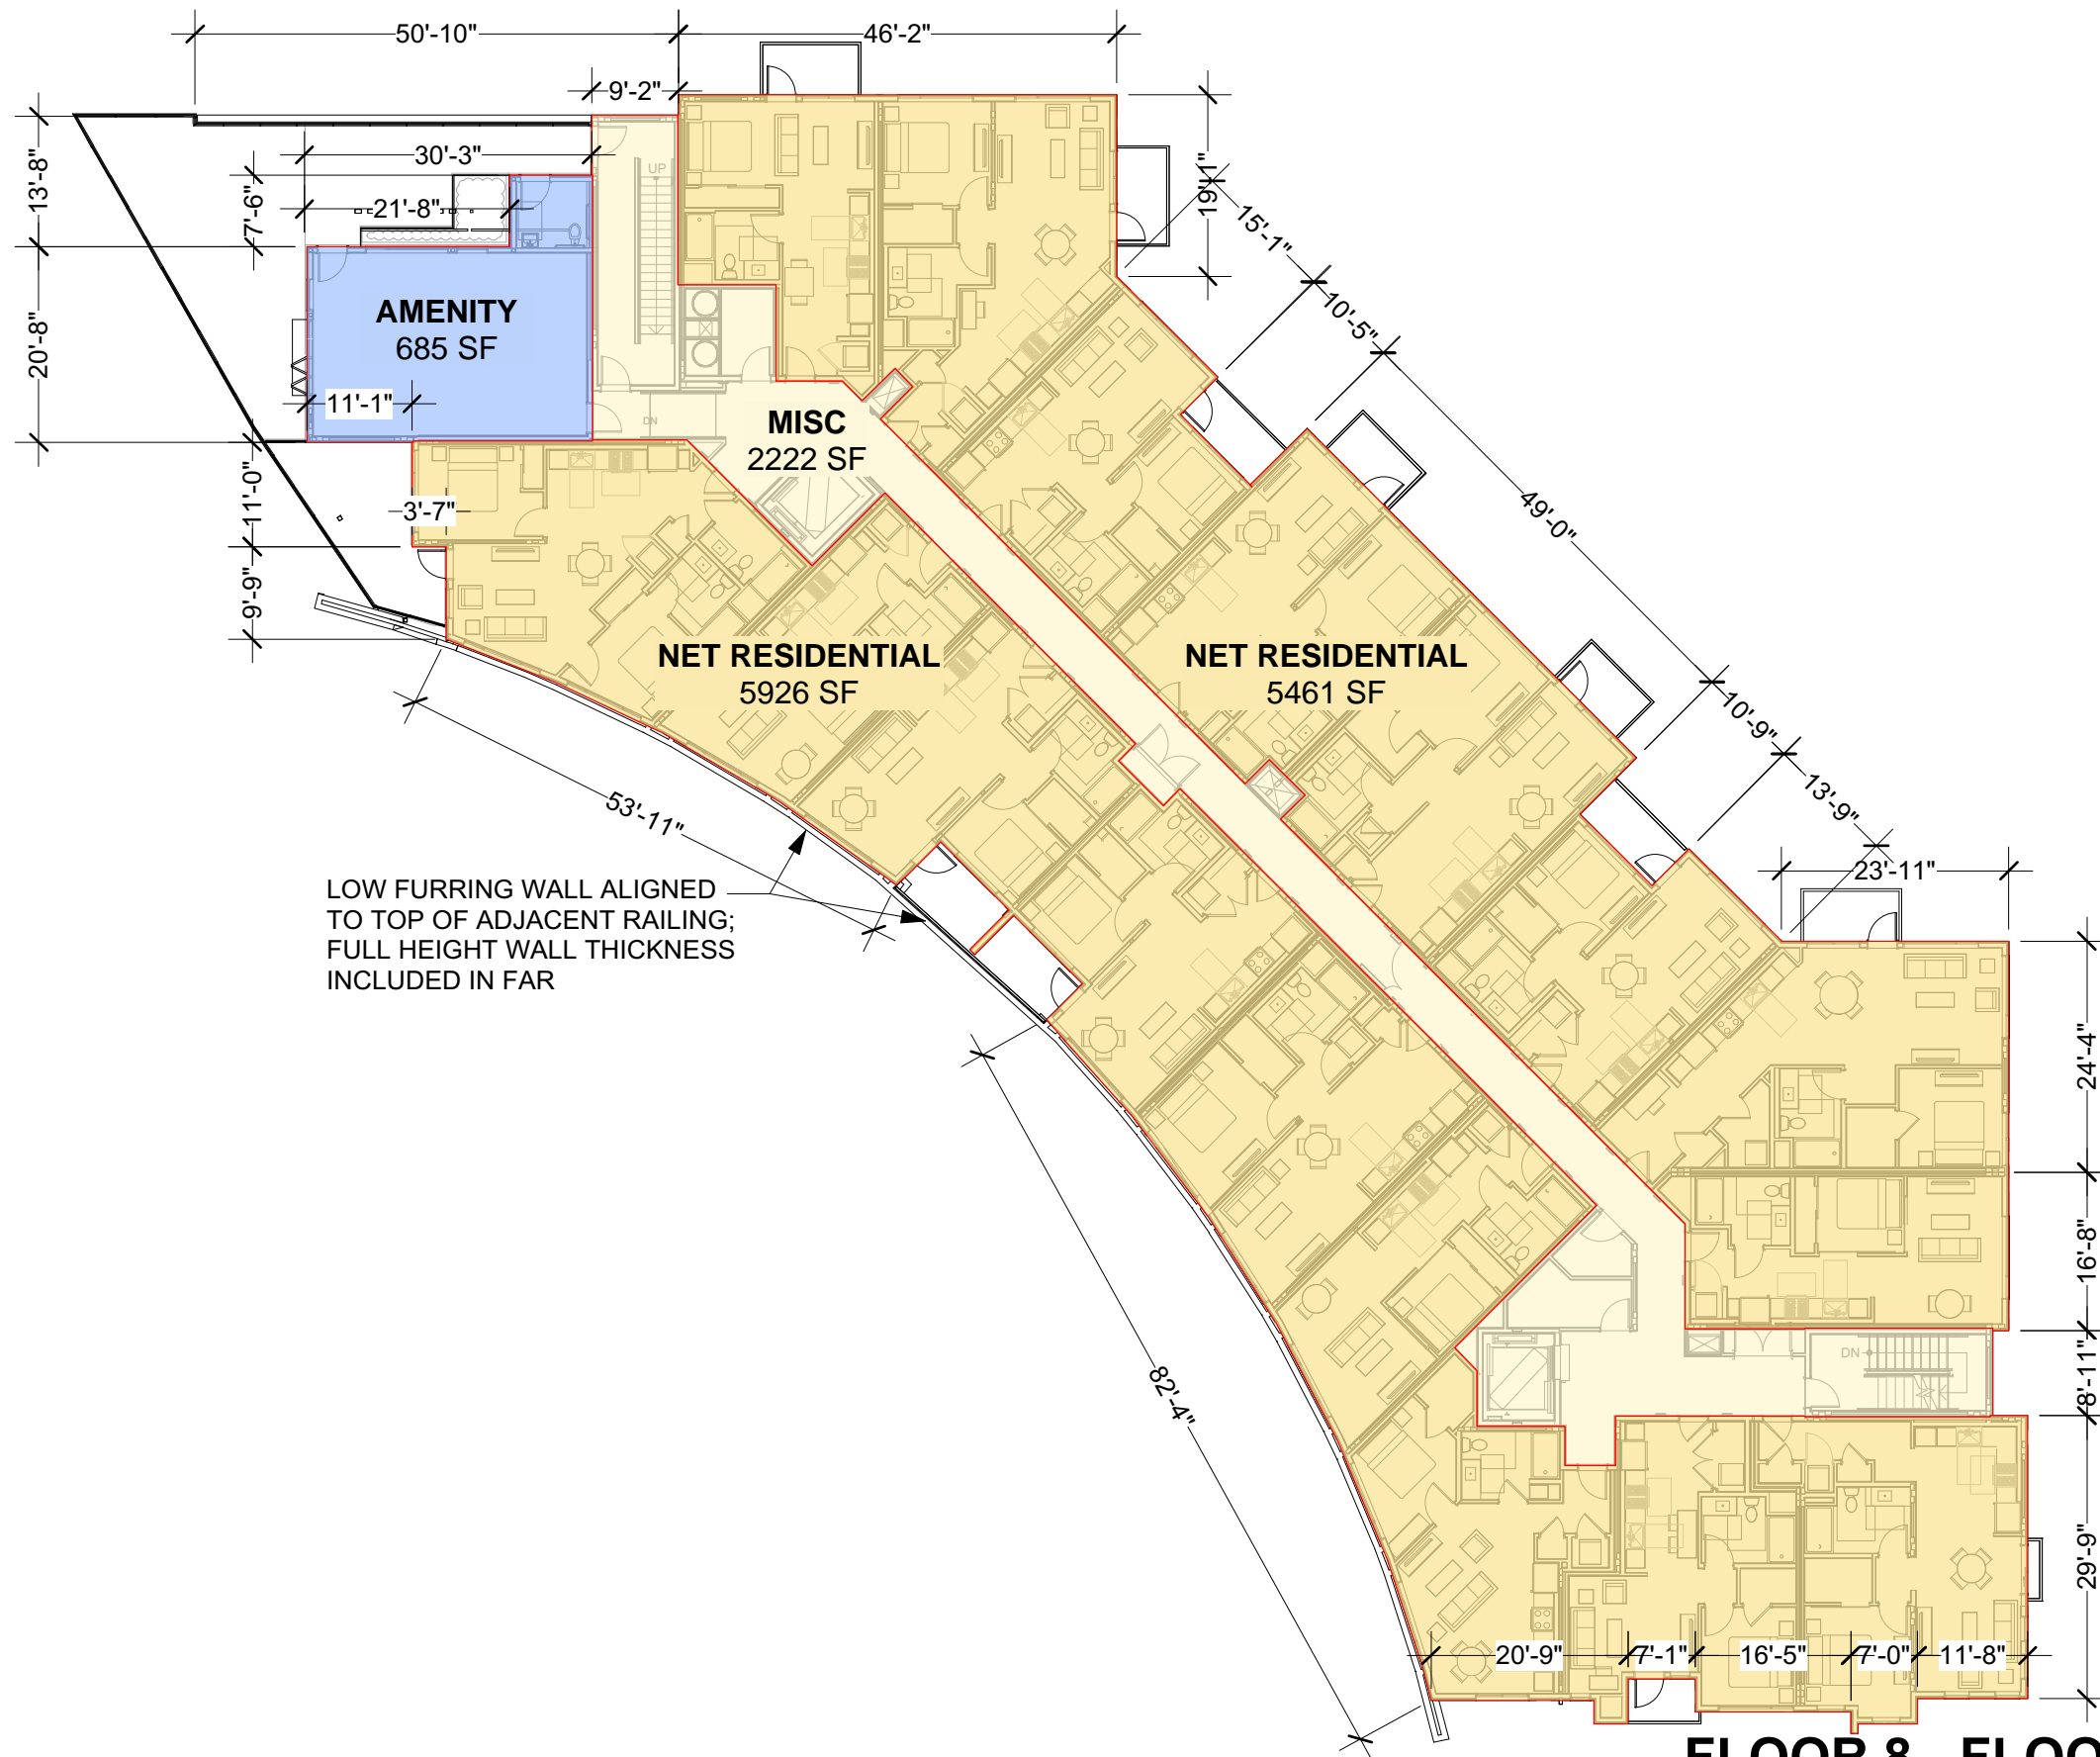 50'-10"
46'-2"
9'-2"
13'-8"
30'-3"
7'-6"
21'-8"
UP
19'-1"
15'-1"
10'-5"
AMENITY
685 SF
20'-8"
11'-1"
DN
MISC
2222 SF
49'-0"
11'-0"
3'-7"
9'-9"
NET RESIDENTIAL
5926 SF
NET RESIDENTIAL
5461 SF
10'-9"
13'-9"
53'-11"
23'-11"
LOW FURRING WALL ALIGNED
TO TOP OF ADJACENT RAILING;
FULL HEIGHT WALL THICKNESS
INCLUDED IN FAR
24'-4"
16'-8"
DN
8'-11"
82'-4"
29'-9"
20'-9"
7'-1"
16'-5"
7'-0"
11'-8"
FLOOR 8 - FLOO